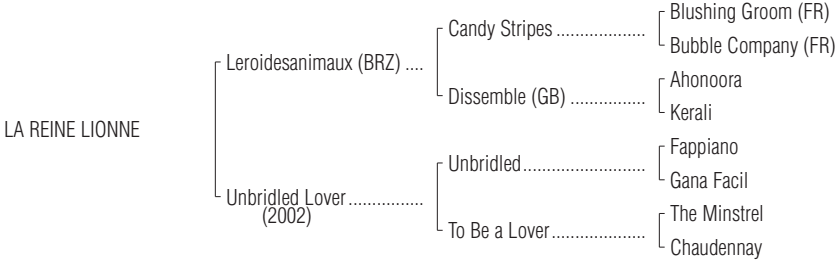 Blushing Groom (FR)
Candy Stripes ....................
Bubble Company (FR)
Leroidesanimaux (BRZ) ....
Ahonoora
Dissemble (GB) .................
Kerali
LA REINE LIONNE
Fappiano
Unbridled...........................
Gana Facil
Unbridled Lover .................
(2002)
The Minstrel
To Be a Lover.....................
Chaudennay